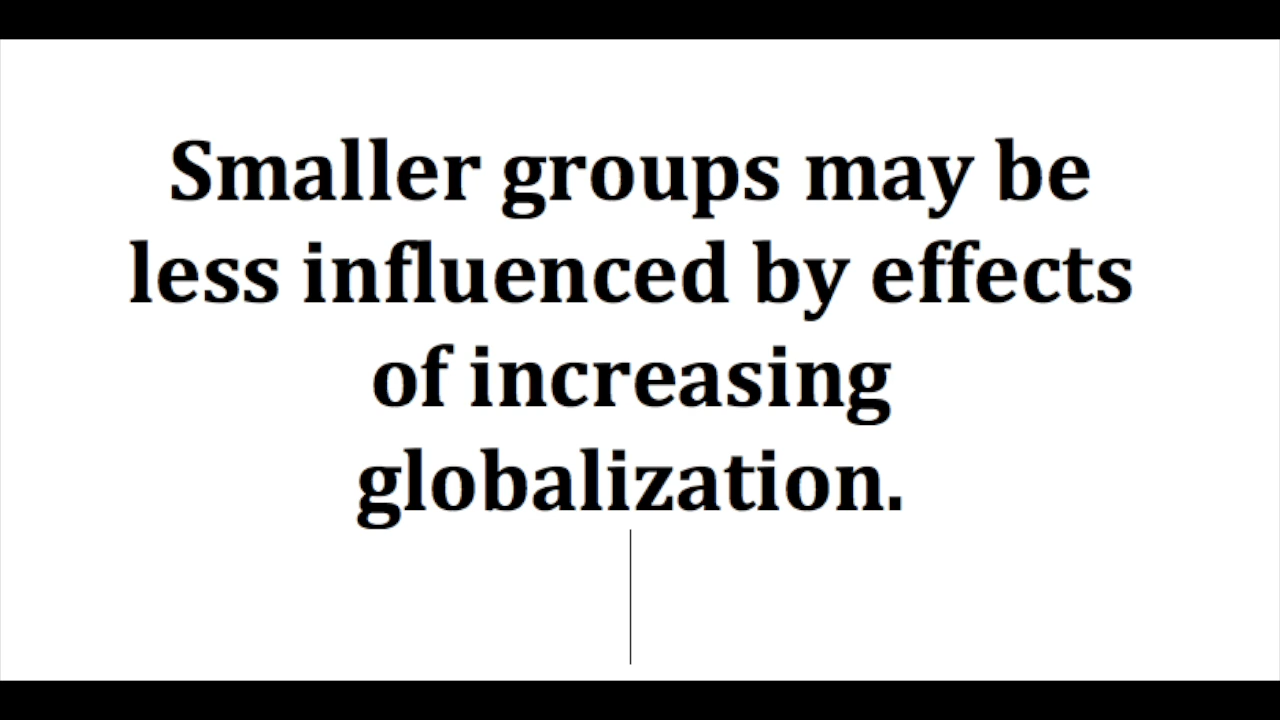 Smaller groups may be
less influenced by effects
of increasing
globalization.